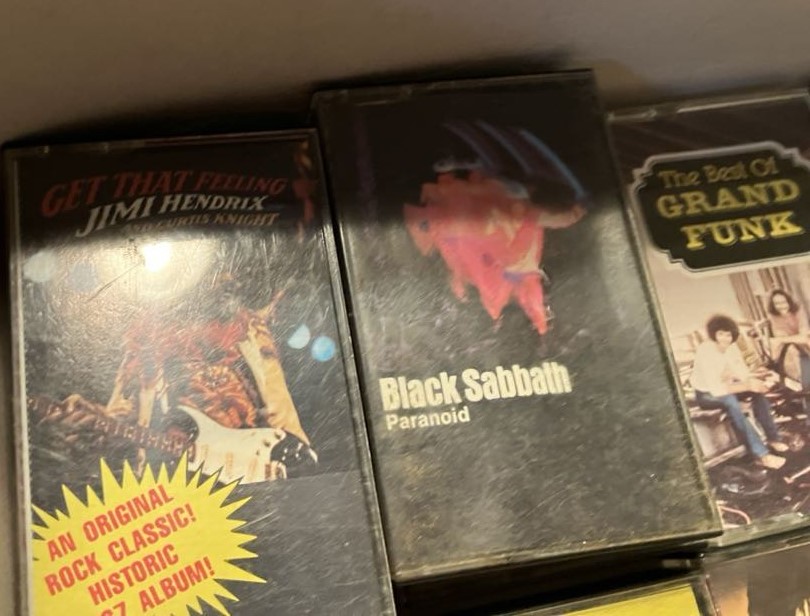 GET THAT FEELING
JIMI HENDRIX
AND CURTIS KNIGHT
AN ORIGINAL
ROCK CLASSIC!
HISTORIC
ALBUM!
Black Sabbath
Paranoid
The Best Of
GRAND
FUNK